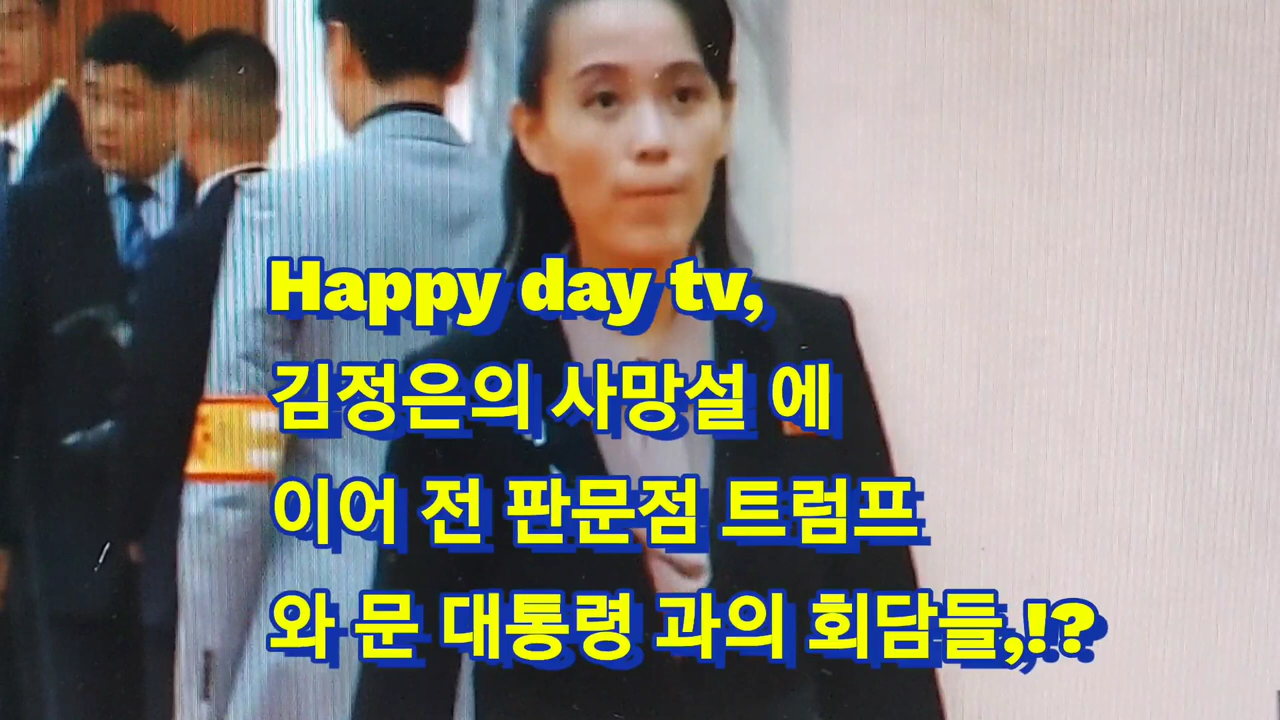 Happy day tv,
김정은의 사망설 에
이어 전 판문점 트럼프
와 문 대통령 과의 회담들,!?